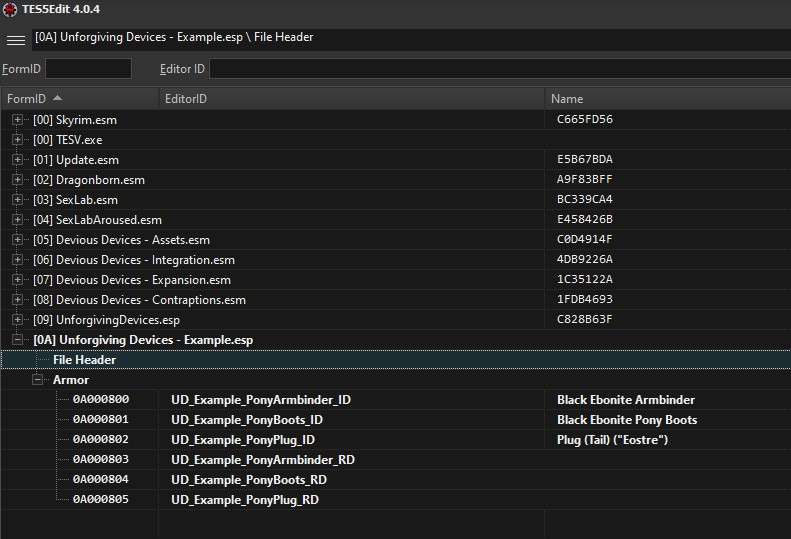 TES5Edit 4.0.4
[0A] Unforgiving Devices - Example.esp \ File Header
FormID Editor ID
FormID EditorID Name
[00] Skyrim.esm C665FD56
[00] TESV.exe
[01] Update.esm E5B67BDA
[02] Dragonborn.esm A9F83BFF
[03] SexLab.esm BC339CA4
[04] SexLabAroused.esm E458426B
[05] Devious Devices - Assets.esm C0D4914F
[06] Devious Devices - Integration.esm 4DB9226A
[07] Devious Devices - Expansion.esm 1C35122A
[08] Devious Devices - Contraptions.esm 1FDB4693
[09] UnforgivingDevices.esp C828B63F
[0A] Unforgiving Devices - Example.esp
File Header
Armor
0A000800 UD_Example_PonyArmbinder_ID Black Ebonite Armbinder
0A000801 UD_Example_PonyBoots_ID Black Ebonite Pony Boots
0A000802 UD_Example_PonyPlug_ID Plug (Tail) ("Eostre")
0A000803 UD_Example_PonyArmbinder_RD
0A000804 UD_Example_PonyBoots_RD
0A000805 UD_Example_PonyPlug_RD